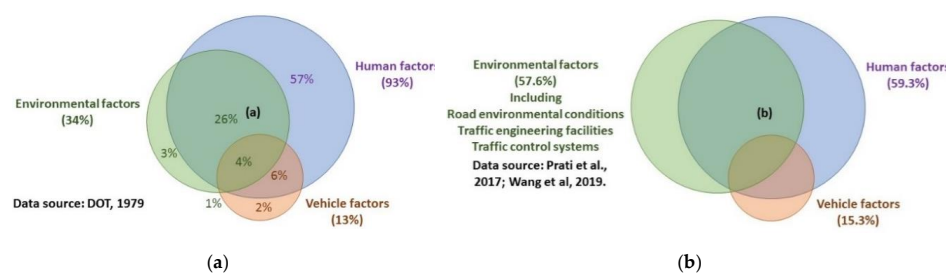 Environmental factors
(34%)
57%
Human factors
(93%)
26%
(a)
3%
4%
6%
1%
2%
Vehicle factors
(13%)
Data source: DOT, 1979
(a)
Environmental factors
(57.6%)
Including
Road environmental conditions
Traffic engineering facilities
Traffic control systems
Data source: Prati et al.,
2017; Wang et al, 2019.
Human factors
(59.3%)
(b)
Vehicle factors
(15.3%)
(b)